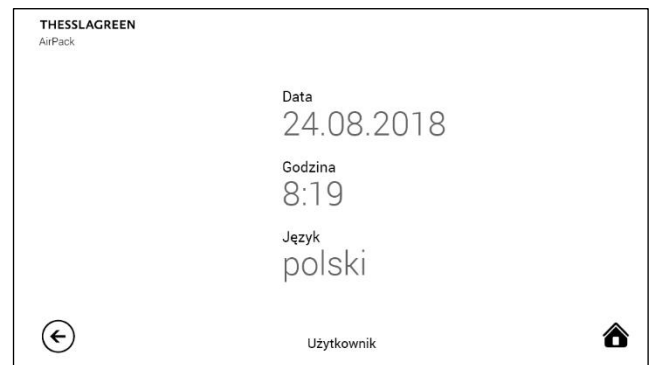 THESSLAGREEN
AirPack
Data
24.08.2018
Godzina
8:19
Język
polski
Użytkownik